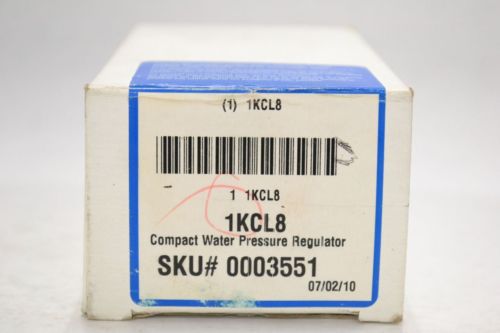 (1) 1KCL8
1 1KCL8
1KCL8
Compact Water Pressure Regulator
SKU# 0003551
07/02/10